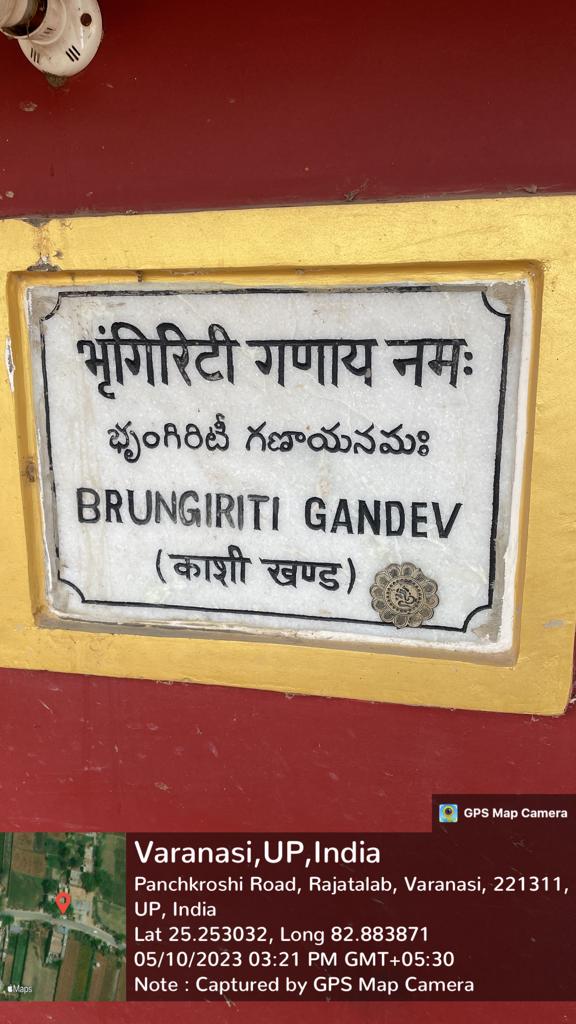 भृंगिरिटी गणाय नमः
భృంగిరిటీ గణాయనమః
BRUNGIRITI GANDEV
(काशी खण्ड)
GPS Map Camera
Varanasi,UP,India
Panchkroshi Road, Rajatalab, Varanasi, 221311,
UP, India
Lat 25.253032, Long 82.883871
05/10/2023 03:21 PM GMT+05:30
Note : Captured by GPS Map Camera
Maps